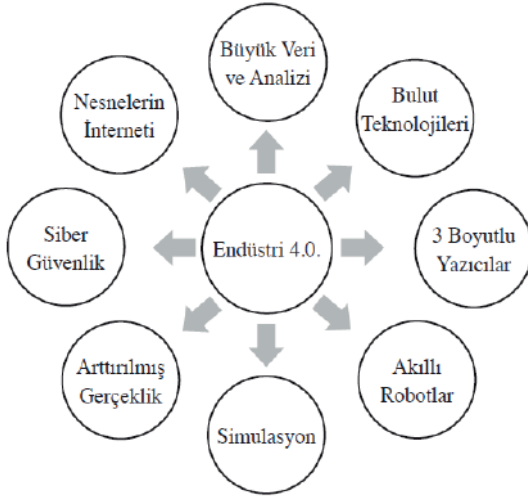 Büyük Veri
ve Analizi
Bulut
Teknolojileri
3 Boyutlu
Yazıcılar
Akıllı
Robotlar
Simulasyon
Arttırılmış
Gerçeklik
Siber
Güvenlik
Nesnelerin
İnterneti
Endüstri 4.0.